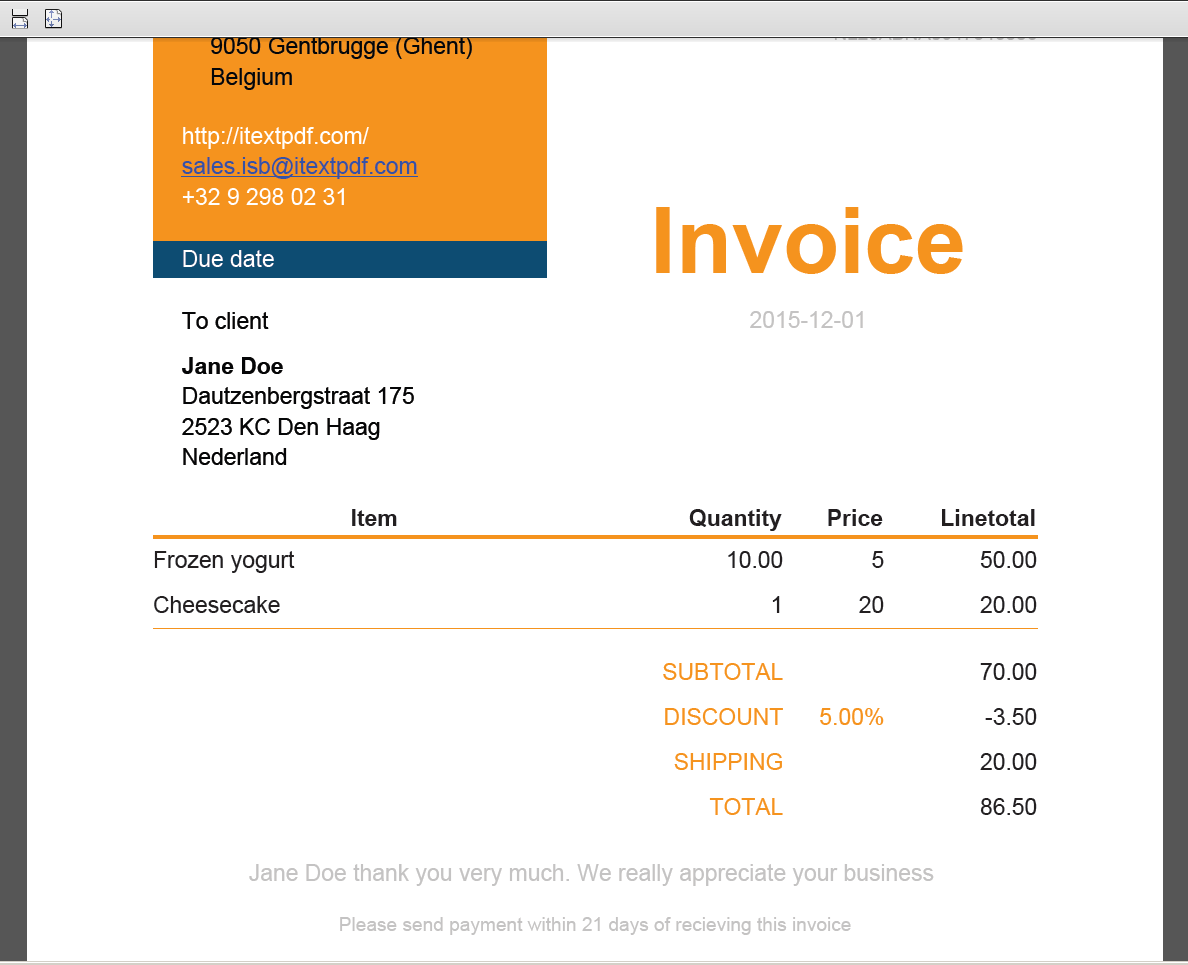 9050 Gentbrugge (Ghent)
Belgium
http://itextpdf.com/
sales.isb@itextpdf.com
+32 9 298 02 31
Due date
Invoice
2015-12-01
To client
Jane Doe
Dautzenbergstraat 175
2523 KC Den Haag
Nederland
Item Quantity Price Linetotal
Frozen yogurt 10.00 5 50.00
Cheesecake 1 20 20.00
SUBTOTAL 70.00
DISCOUNT 5.00% -3.50
SHIPPING 20.00
TOTAL 86.50
Jane Doe thank you very much. We really appreciate your business
Please send payment within 21 days of recieving this invoice